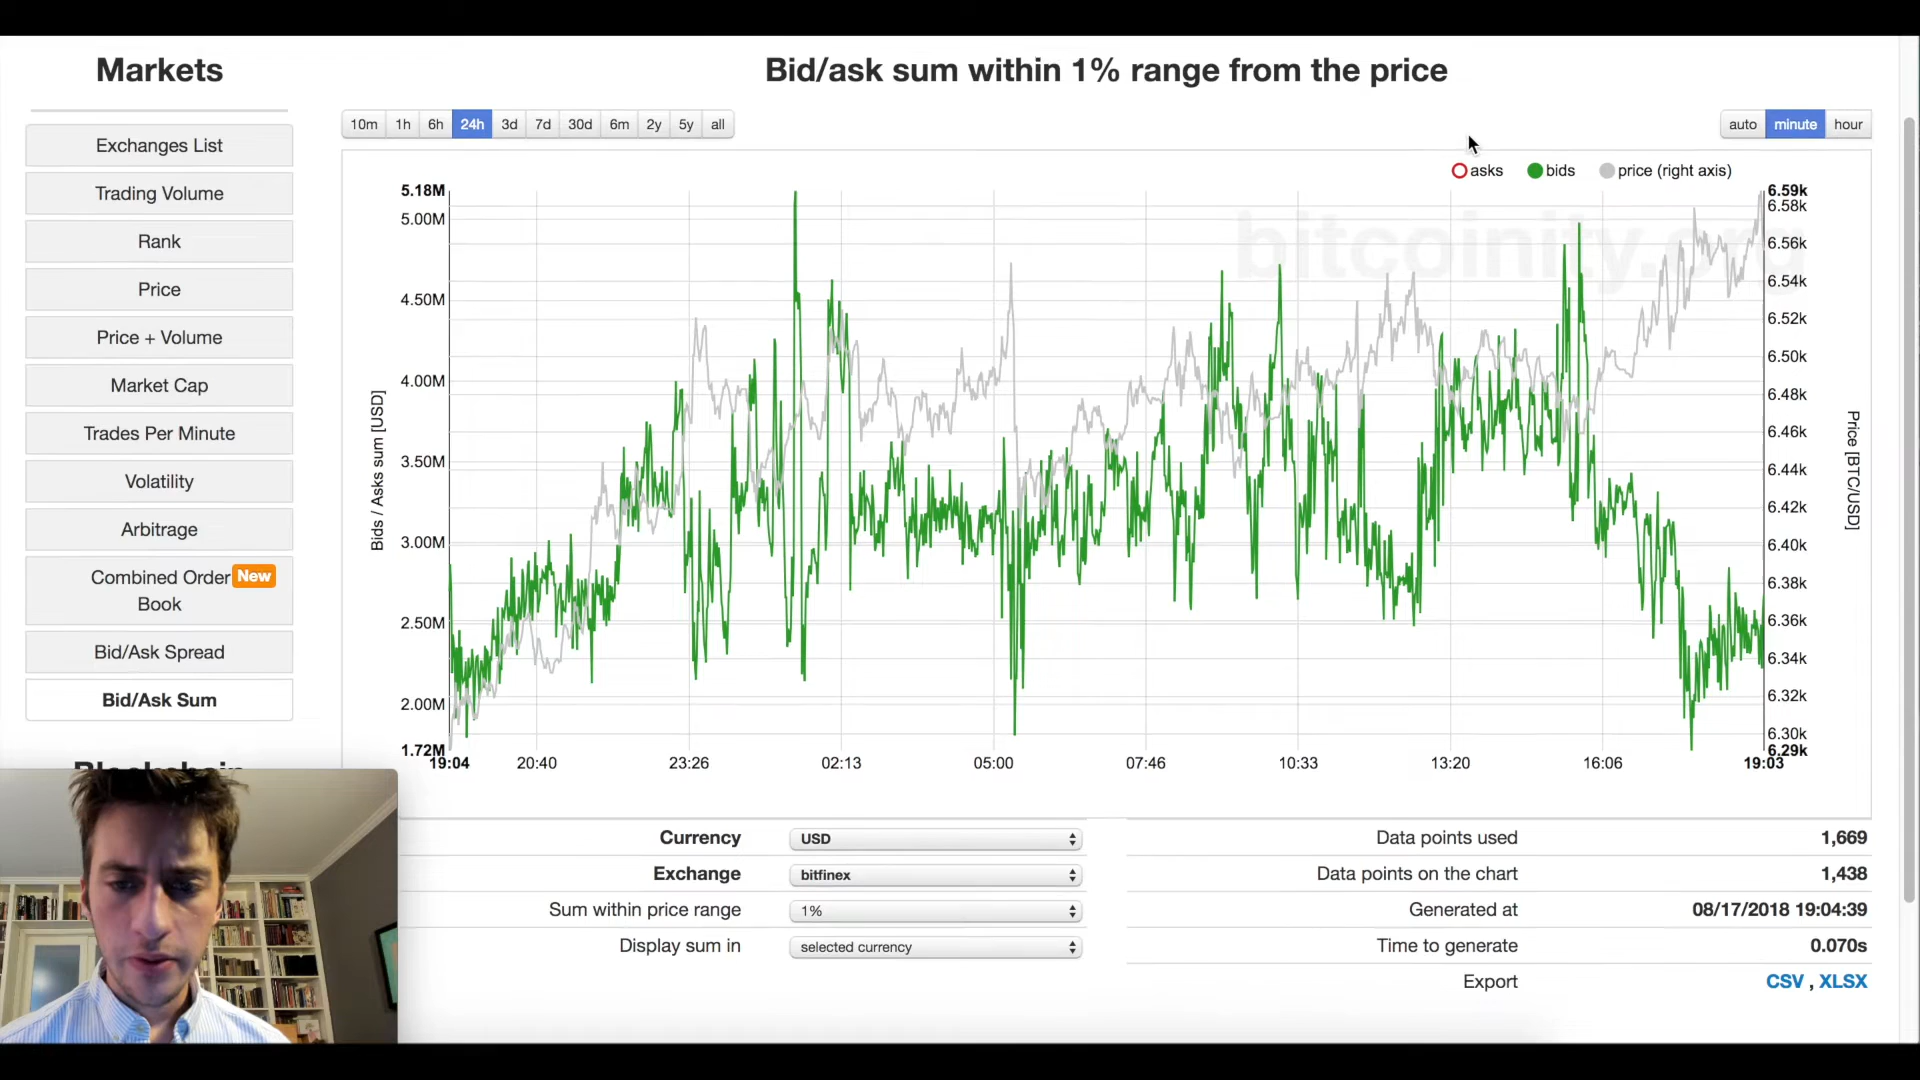 Markets
Exchanges List
Trading Volume
Rank
Price
Price + Volume
Market Cap
Trades Per Minute
Volatility
Arbitrage
Combined Order New
Book
Bid/Ask Spread
Bid/Ask Sum
Blockchain
Bid/ask sum within 1% range from the price
10m 1h 6h 24h 3d 7d 30d 6m 2y 5y all
auto minute hour
asks bids price (right axis)
bitcoinity.org
5.18M
5.00M
4.50M
4.00M
3.50M
3.00M
2.50M
2.00M
1.72M
Bids / Asks sum [USD]
6.59k
6.58k
6.56k
6.54k
6.52k
6.50k
6.48k
6.46k
6.44k
6.42k
6.40k
6.38k
6.36k
6.34k
6.32k
6.30k
6.29k
Price [BTC/USD]
19:04 20:40 23:26 02:13 05:00 07:46 10:33 13:20 16:06 19:03
Currency USD
Exchange bitfinex
Sum within price range 1%
Display sum in selected currency
Data points used 1,669
Data points on the chart 1,438
Generated at 08/17/2018 19:04:39
Time to generate 0.070s
Export CSV , XLSX